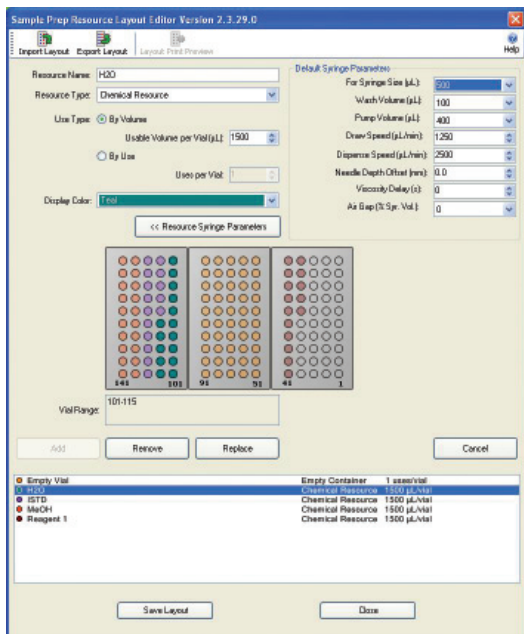 Sample Prep Resource Layout Editor Version 2.3.29.0
Import Layout Export Layout Layout Print Preview Help
Resource Name: H2O
Resource Type: Chemical Resource
Use Type: By Volume
Usable Volume per Vial (µL): 1500
By Use
Uses per Vial: 1
Display Color: Teal
<< Resource Syringe Parameters
Default Syringe Parameters
For Syringe Size (µL): 500
Wash Volume (µL): 100
Pump Volume (µL): 400
Draw Speed (µL/min): 1250
Dispense Speed (µL/min): 2500
Needle Depth Offset (mm): 0.0
Viscosity Delay (s): 0
Air Gap (% Syr. Vol.): 0
141 101 91 51 41 1
Vial Range: 101-115
Add Remove Replace Cancel
Empty Vial Empty Container 1 uses/vial
H2O Chemical Resource 1500 µL/vial
ISTD Chemical Resource 1500 µL/vial
MeOH Chemical Resource 1500 µL/vial
Reagent 1 Chemical Resource 1500 µL/vial
Save Layout Close